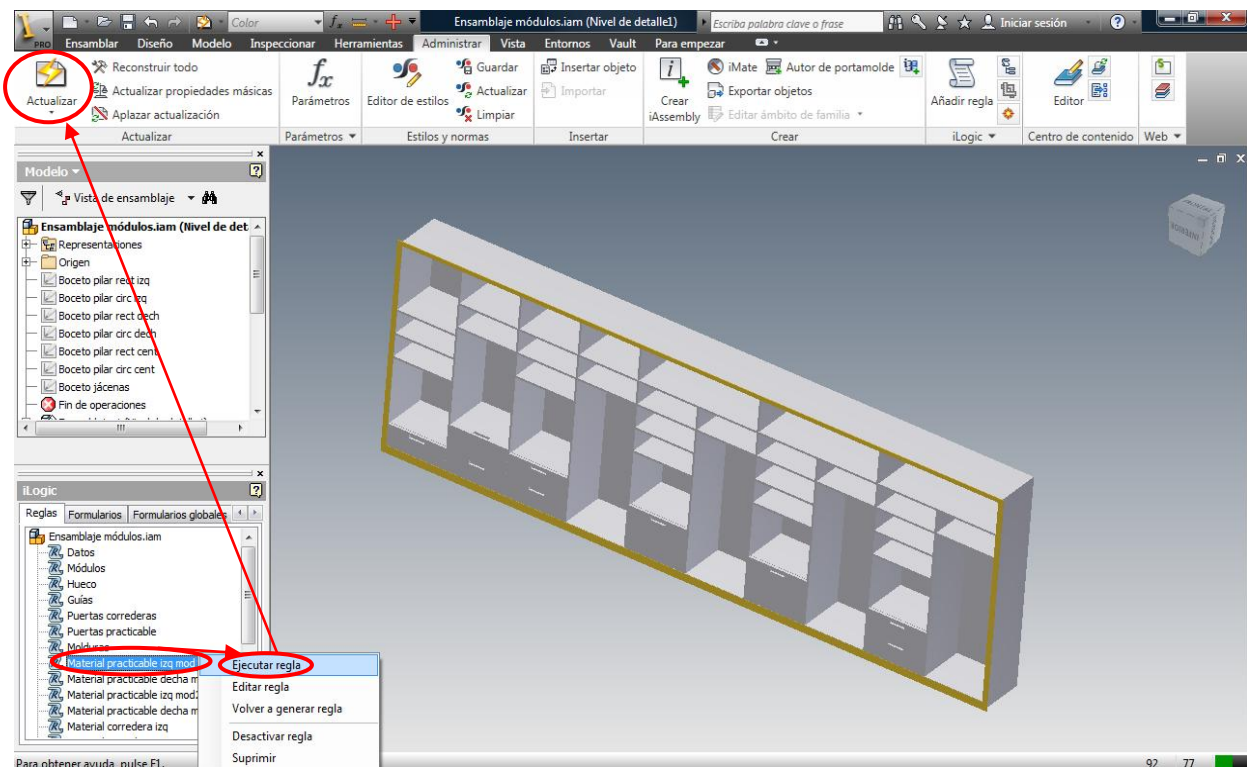 Color
fx
Ensamblaje módulos.iam (Nivel de detalle1)
Escriba palabra clave o frase
Iniciar sesión
PRO Ensamblar Diseño Modelo Inspeccionar Herramientas Administrar Vista Entornos Vault Para empezar
Actualizar
Reconstruir todo
Actualizar propiedades másicas
Aplazar actualización
Actualizar
fx
Parámetros
Parámetros
Editor de estilos
Guardar
Actualizar
Limpiar
Estilos y normas
Insertar objeto
Importar
Insertar
Crear
iAssembly
iMate Autor de portamolde
Exportar objetos
Editar ámbito de familia
Crear
Añadir regla
iLogic
Editor
Centro de contenido
Web
Modelo
Vista de ensamblaje
Ensamblaje módulos.iam (Nivel de det
Representaciones
Origen
Boceto pilar rect izq
Boceto pilar circ izq
Boceto pilar rect dech
Boceto pilar circ dech
Boceto pilar rect cent
Boceto pilar circ cent
Boceto jácenas
Fin de operaciones
iLogic
Reglas Formularios Formularios globales
Ensamblaje módulos.iam
Datos
Módulos
Hueco
Guías
Puertas correderas
Puertas practicable
Molduras
Material practicable izq mod
Material practicable decha m
Material practicable izq mod2
Material practicable decha m
Material corredera izq
Ejecutar regla
Editar regla
Volver a generar regla
Desactivar regla
Suprimir
Para obtener ayuda, pulse F1.
92 77